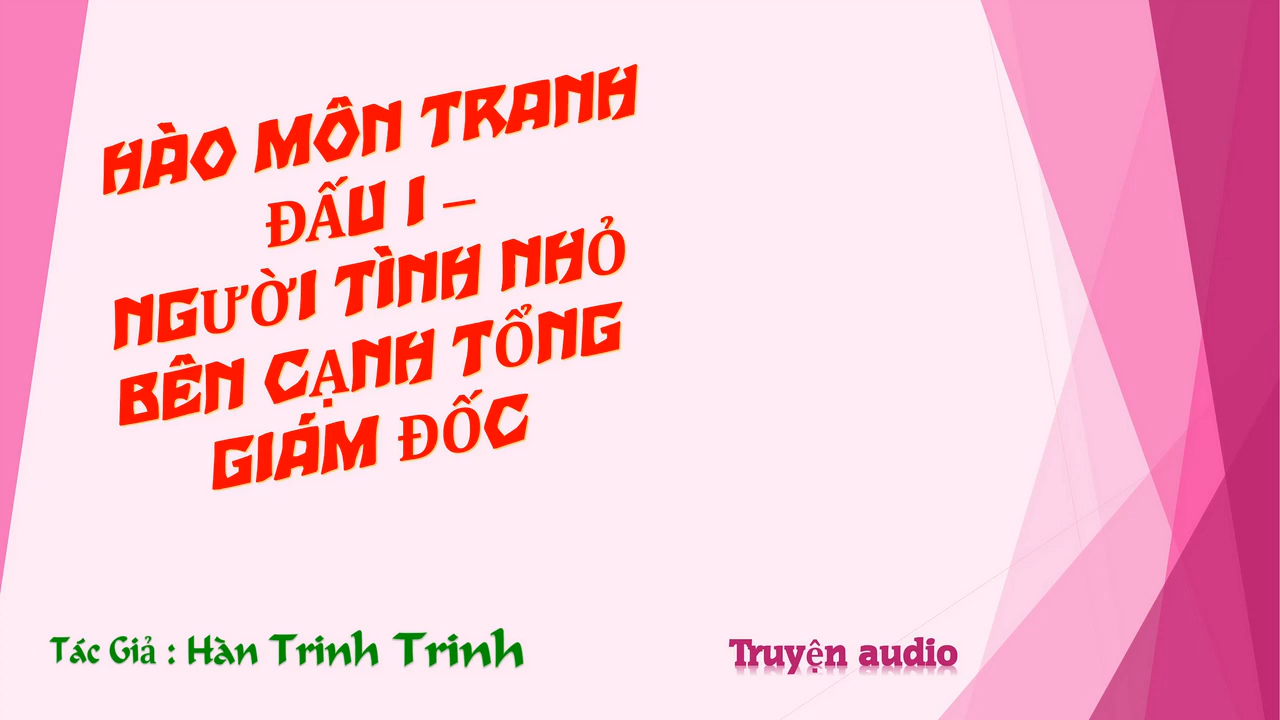 HÀO MÔN TRANH
ĐẤU I –
NGƯỜI TÌNH NHỎ
BÊN CẠNH TỔNG
GIÁM ĐỐC
Tác Giả : Hàn Trinh Trinh
Truyện audio